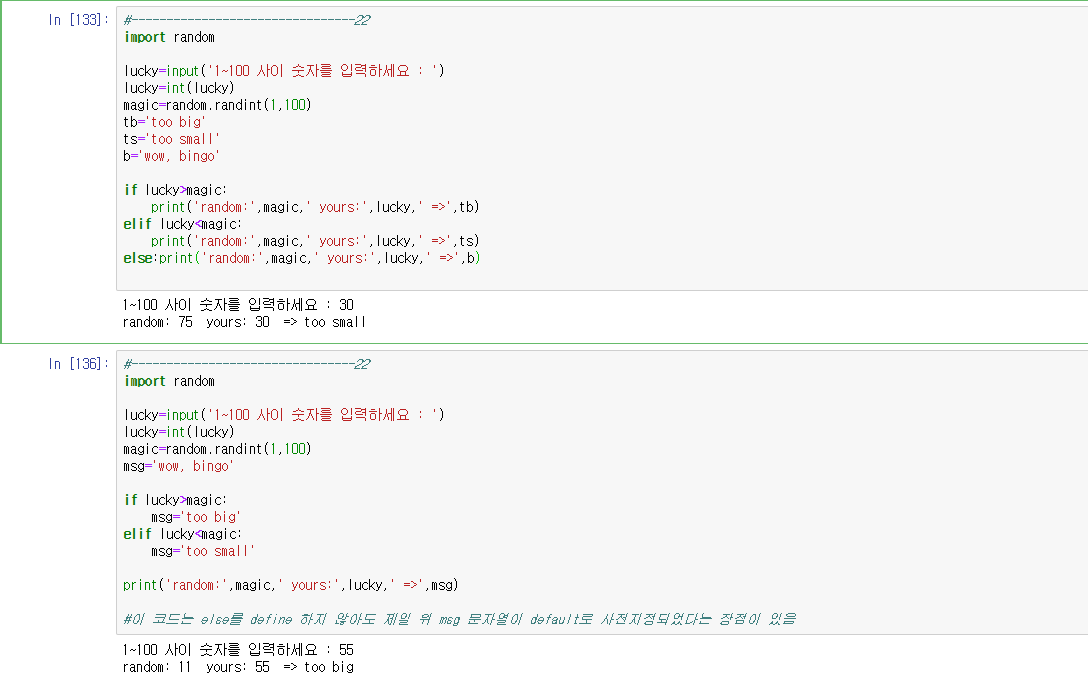 In [133]:
#--------------------------------22
import random
lucky=input('1~100 사이 숫자를 입력하세요 : ')
lucky=int(lucky)
magic=random.randint(1,100)
tb='too big'
ts='too small'
b='wow, bingo'
if lucky>magic:
    print('random:',magic,' yours:',lucky,' =>',tb)
elif lucky<magic:
    print('random:',magic,' yours:',lucky,' =>',ts)
else:print('random:',magic,' yours:',lucky,' =>',b)
1~100 사이 숫자를 입력하세요 : 30
random: 75  yours: 30  => too small
In [136]:
#--------------------------------22
import random
lucky=input('1~100 사이 숫자를 입력하세요 : ')
lucky=int(lucky)
magic=random.randint(1,100)
msg='wow, bingo'
if lucky>magic:
    msg='too big'
elif lucky<magic:
    msg='too small'
print('random:',magic,' yours:',lucky,' =>',msg)
#이 코드는 else를 define 하지 않아도 제일 위 msg 문자열이 default로 사전지정되었다는 장점이 있음
1~100 사이 숫자를 입력하세요 : 55
random: 11  yours: 55  => too big